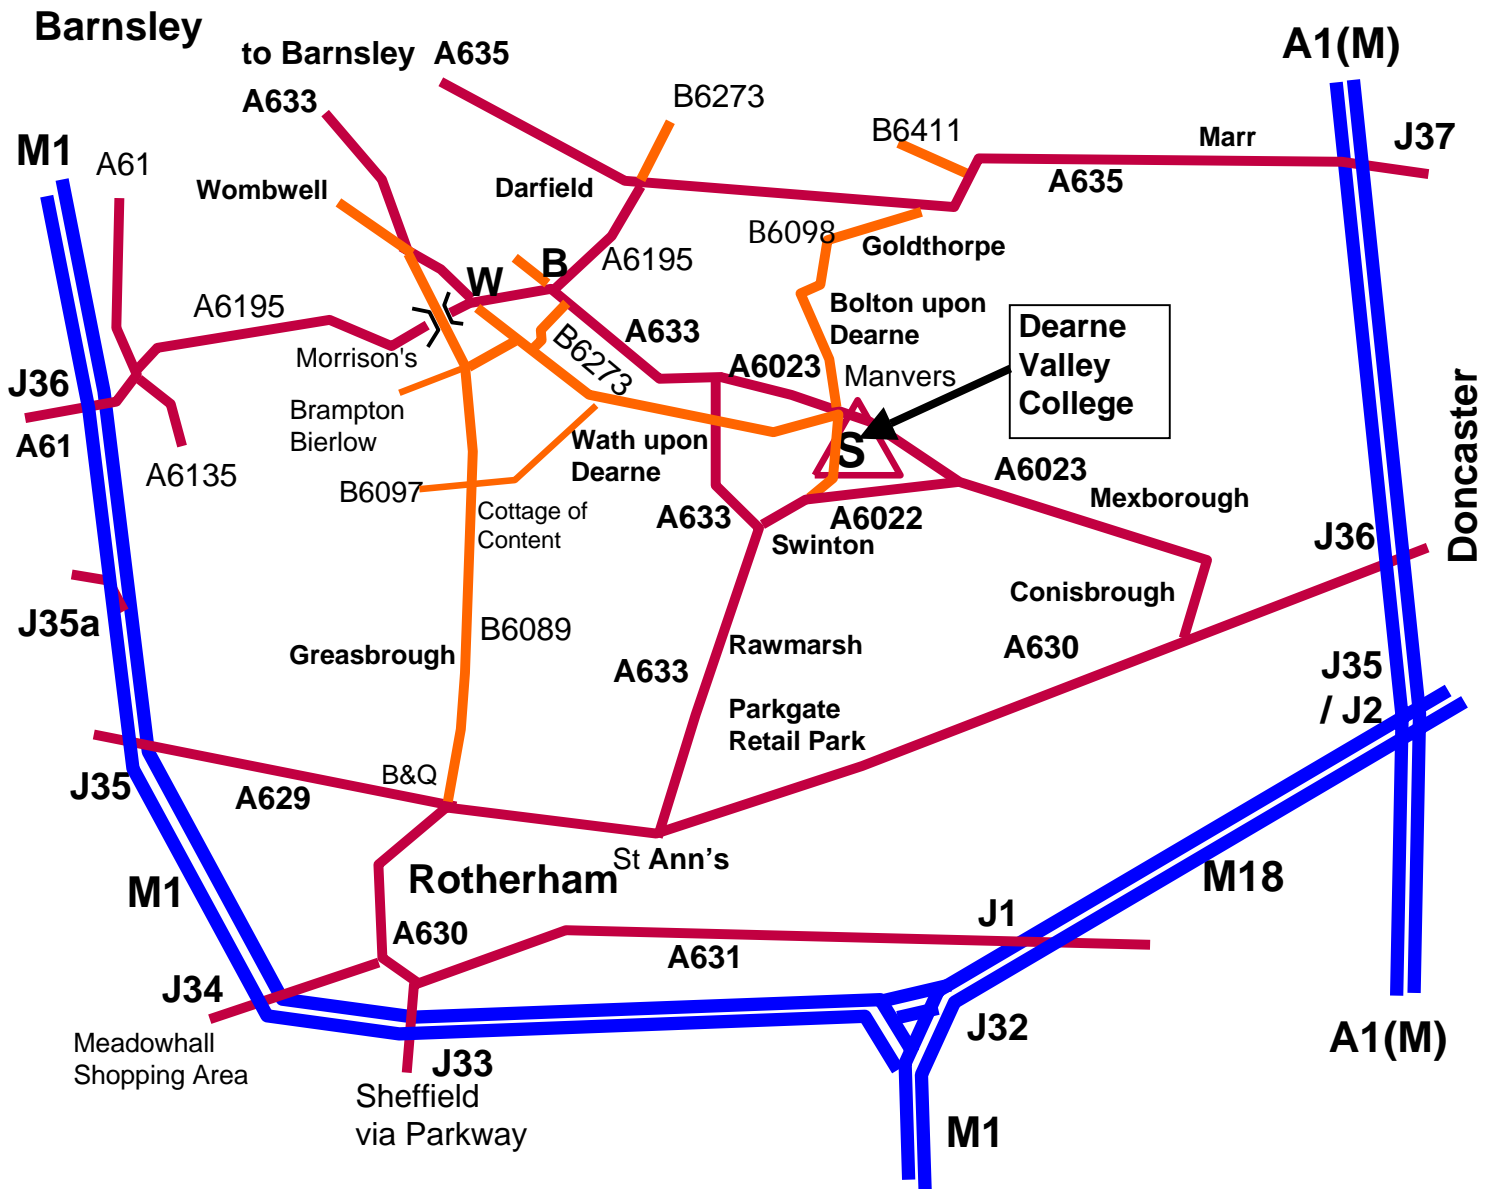 Barnsley
to Barnsley A635
A633
B6273
A1(M)
B6411
Marr
J37
M1
A61
Wombwell
Darfield
A635
B6098
Goldthorpe
W
B
A6195
A6195
Bolton upon
Dearne
Dearne
Valley
College
A633
B6273
Morrison's
A6023
Manvers
J36
A61
A6135
Brampton
Bierlow
Wath upon
Dearne
S
A6023
Mexborough
Doncaster
B6097
Cottage of
Content
A633
A6022
Swinton
J36
Conisbrough
J35a
B6089
Greasbrough
A633
Rawmarsh
A630
J35
/ J2
Parkgate
Retail Park
J35
A629
B&Q
St Ann's
M1
Rotherham
M18
A630
A631
J1
J34
Meadowhall
Shopping Area
J33
Sheffield
via Parkway
J32
A1(M)
M1